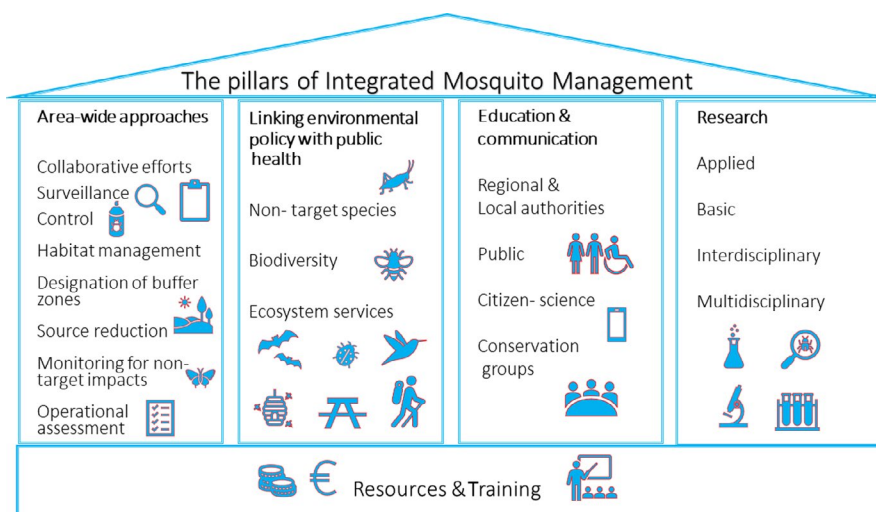 The pillars of Integrated Mosquito Management
Area-wide approaches
Collaborative efforts
Surveillance
Control
Habitat management
Designation of buffer
zones
Source reduction
Monitoring for non-
target impacts
Operational
assessment
Linking environmental
policy with public
health
Non- target species
Biodiversity
Ecosystem services
Education &
communication
Regional &
Local authorities
Public
Citizen- science
Conservation
groups
Research
Applied
Basic
Interdisciplinary
Multidisciplinary
€
Resources & Training